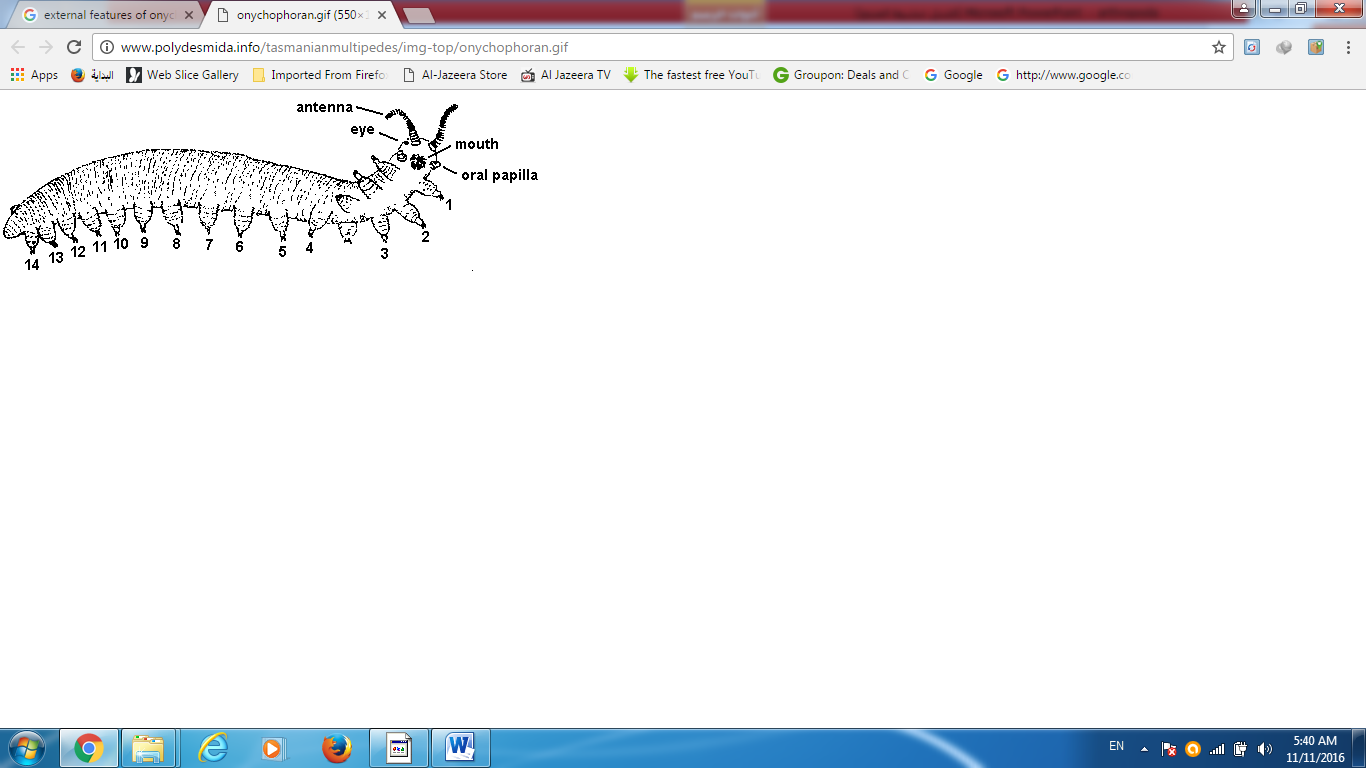 external features of onyc
onychophoran.gif (550×
www.polydesmida.info/tasmanianmultipedes/img-top/onychophoran.gif
Apps
البداية
Web Slice Gallery
Imported From Firefo
Al-Jazeera Store
Al Jazeera TV
The fastest free YouTu
Groupon: Deals and C
Google
http://www.google.co
antenna
eye
mouth
oral papilla
1
2
3
4
5
6
7
8
9
10
11
12
13
14
EN
5:40 AM
11/11/2016